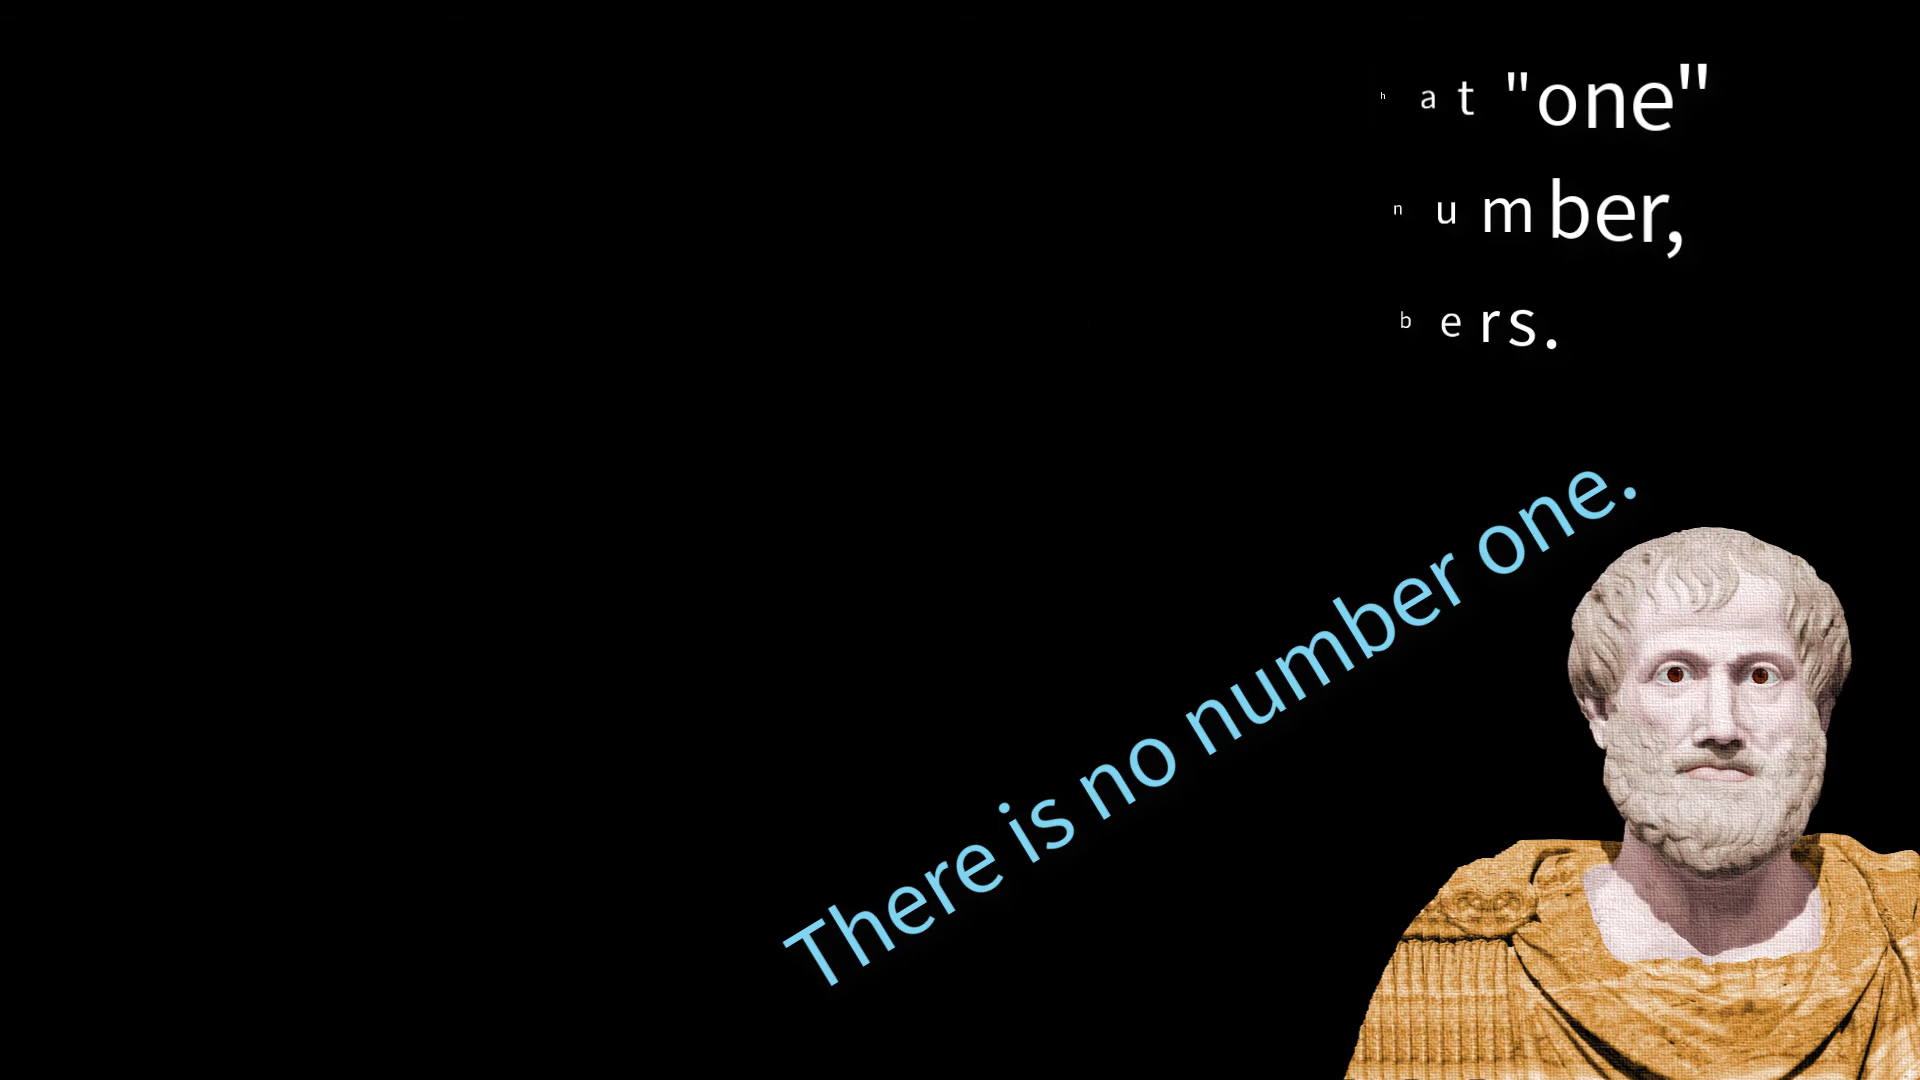 hat "one"
number,
bers.
There is no number one.